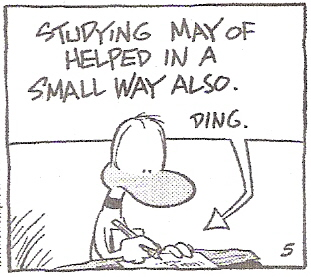 STUDYING MAY OF
HELPED IN A
SMALL WAY ALSO.
DING.
5